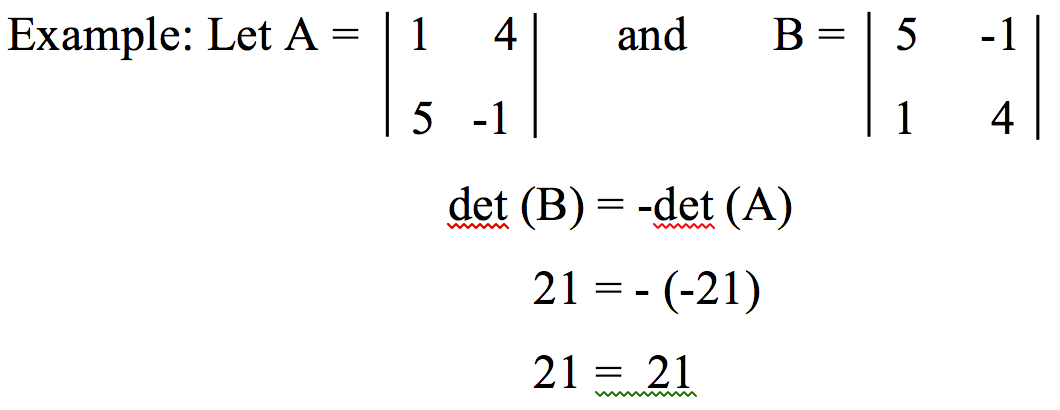 Example: Let A = | 1 4 | and B = | 5 -1 |
| 5 -1 | | 1 4 |
det (B) = -det (A)
21 = - (-21)
21 = 21